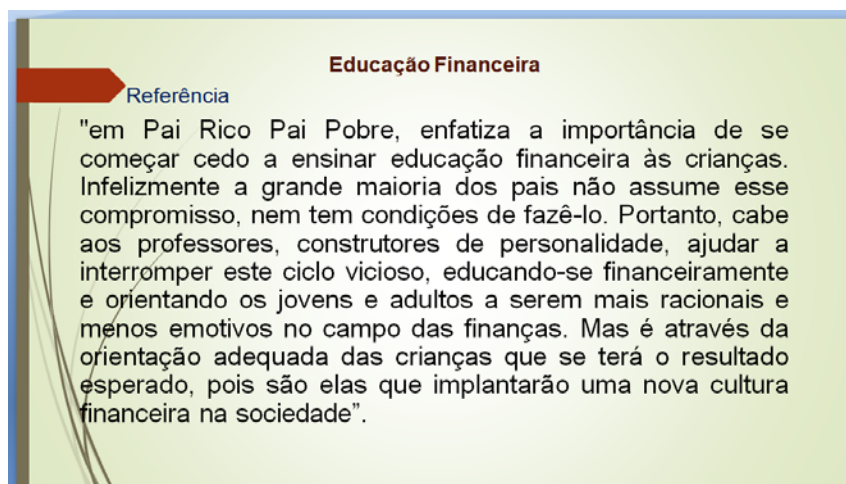 Educação Financeira
Referência
"em Pai Rico Pai Pobre, enfatiza a importância de se
começar cedo a ensinar educação financeira às crianças.
Infelizmente a grande maioria dos pais não assume esse
compromisso, nem tem condições de fazê-lo. Portanto, cabe
aos professores, construtores de personalidade, ajudar a
interromper este ciclo vicioso, educando-se financeiramente
e orientando os jovens e adultos a serem mais racionais e
menos emotivos no campo das finanças. Mas é através da
orientação adequada das crianças que se terá o resultado
esperado, pois são elas que implantarão uma nova cultura
financeira na sociedade”.